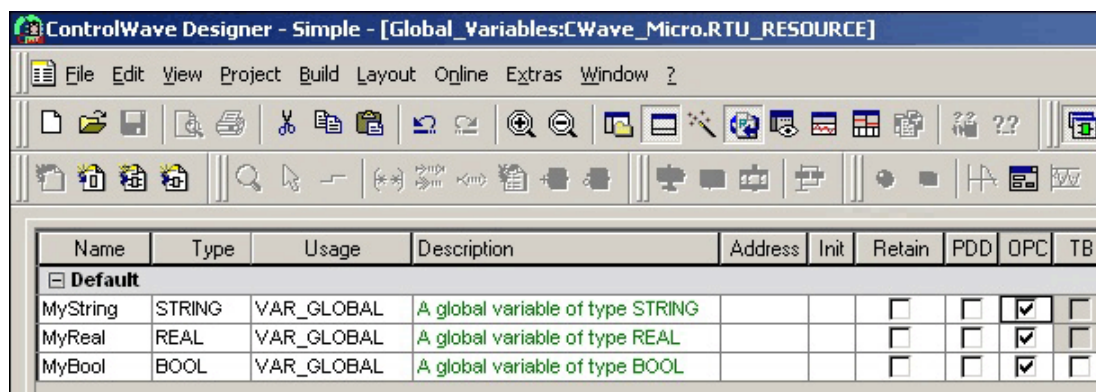 ControlWave Designer - Simple - [Global_Variables:CWave_Micro.RTU_RESOURCE]
File Edit View Project Build Layout Online Extras Window ?
Name Type Usage Description Address Init Retain PDD OPC TB
Default
MyString STRING VAR_GLOBAL A global variable of type STRING
MyReal REAL VAR_GLOBAL A global variable of type REAL
MyBool BOOL VAR_GLOBAL A global variable of type BOOL